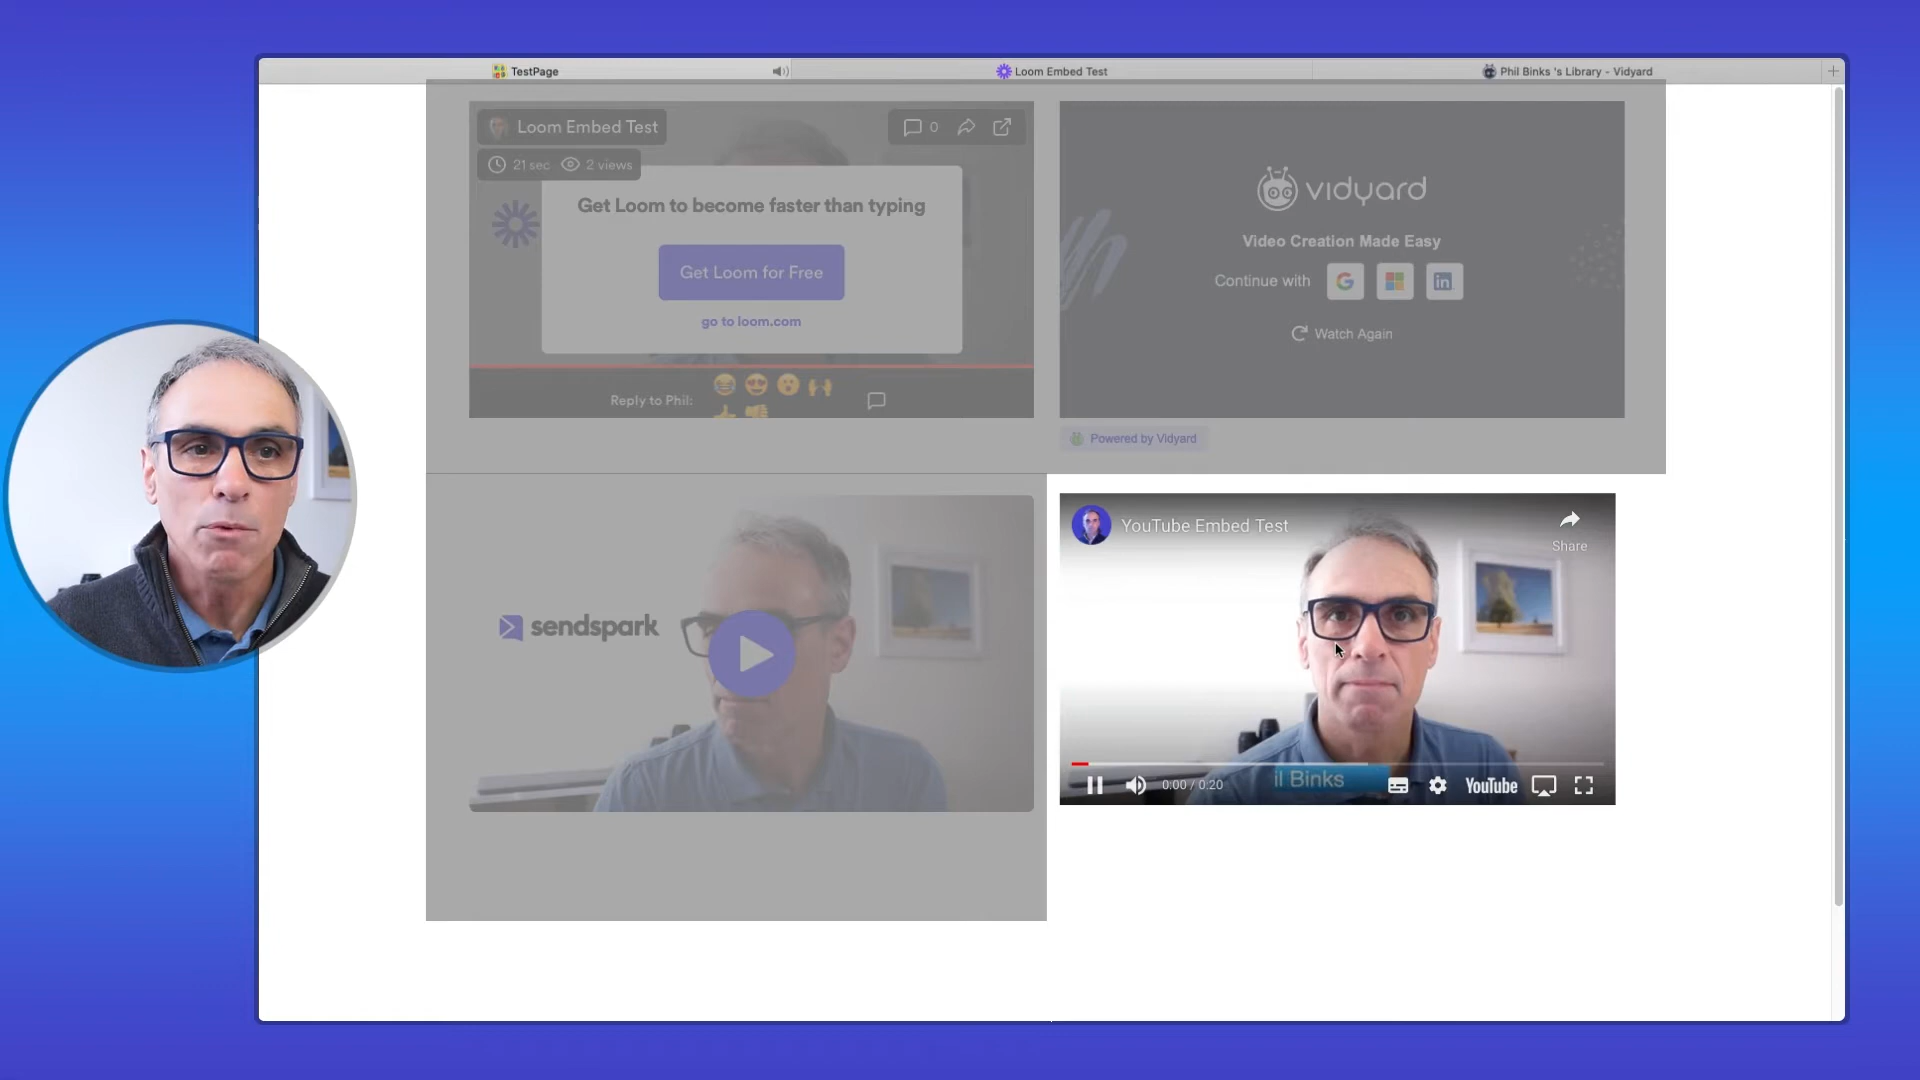 TestPage
Loom Embed Test
Phil Binks 's Library - Vidyard
Loom Embed Test
0
21 sec
2 views
Get Loom to become faster than typing
Get Loom for Free
go to loom.com
Reply to Phil:
vidyard
Video Creation Made Easy
Continue with
in
Watch Again
Powered by Vidyard
sendspark
YouTube Embed Test
Share
il Binks
0:00 / 0:20
YouTube